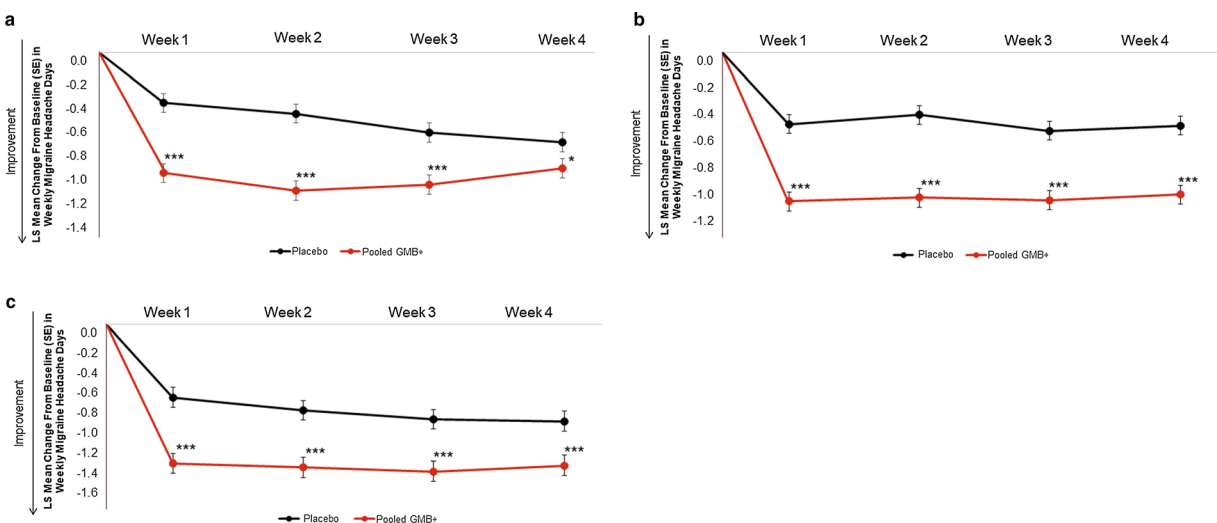 a
Week 1 Week 2 Week 3 Week 4
Improvement
LS Mean Change From Baseline (SE) in
Weekly Migraine Headache Days
0.0
-0.2
-0.4
-0.6
-0.8
-1.0
-1.2
-1.4
*** *** *** *
Placebo Pooled GMB+
b
Week 1 Week 2 Week 3 Week 4
Improvement
LS Mean Change From Baseline (SE) in
Weekly Migraine Headache Days
0.0
-0.2
-0.4
-0.6
-0.8
-1.0
-1.2
*** *** *** ***
Placebo Pooled GMB+
c
Week 1 Week 2 Week 3 Week 4
Improvement
LS Mean Change From Baseline (SE) in
Weekly Migraine Headache Days
0.0
-0.2
-0.4
-0.6
-0.8
-1.0
-1.2
-1.4
-1.6
*** *** *** ***
Placebo Pooled GMB+